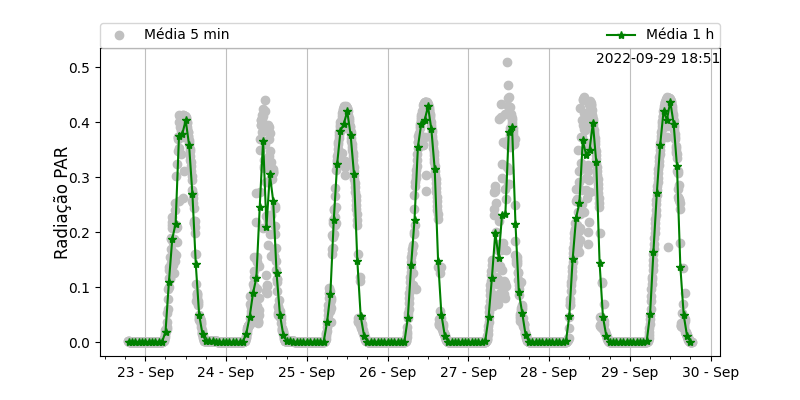 Média 5 min
Média 1 h
2022-09-29 18:51
Radiação PAR
0.5
0.4
0.3
0.2
0.1
0.0
23 - Sep
24 - Sep
25 - Sep
26 - Sep
27 - Sep
28 - Sep
29 - Sep
30 - Sep